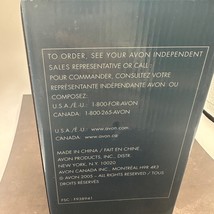 TO ORDER, SEE YOUR AVON INDEPENDENT
SALES REPRESENTATIVE OR CALL:
POUR COMMANDER, CONSULTEZ VOTRE
REPRÉSENTANTE INDÉPENDANTE AVON OU
COMPOSEZ:
U.S.A./É.U.: 1-800-FOR-AVON
CANADA: 1-800-265-AVON
U.S.A./É.U.: www.avon.com
CANADA: www.avon.ca
MADE IN CHINA / FAIT EN CHINE
AVON PRODUCTS, INC., DISTR.
NEW YORK, N.Y. 10020
AVON CANADA INC., MONTRÉAL H9R 4R3
© AVON 2005 – ALL RIGHTS RESERVED/
TOUS DROITS RÉSERVÉS